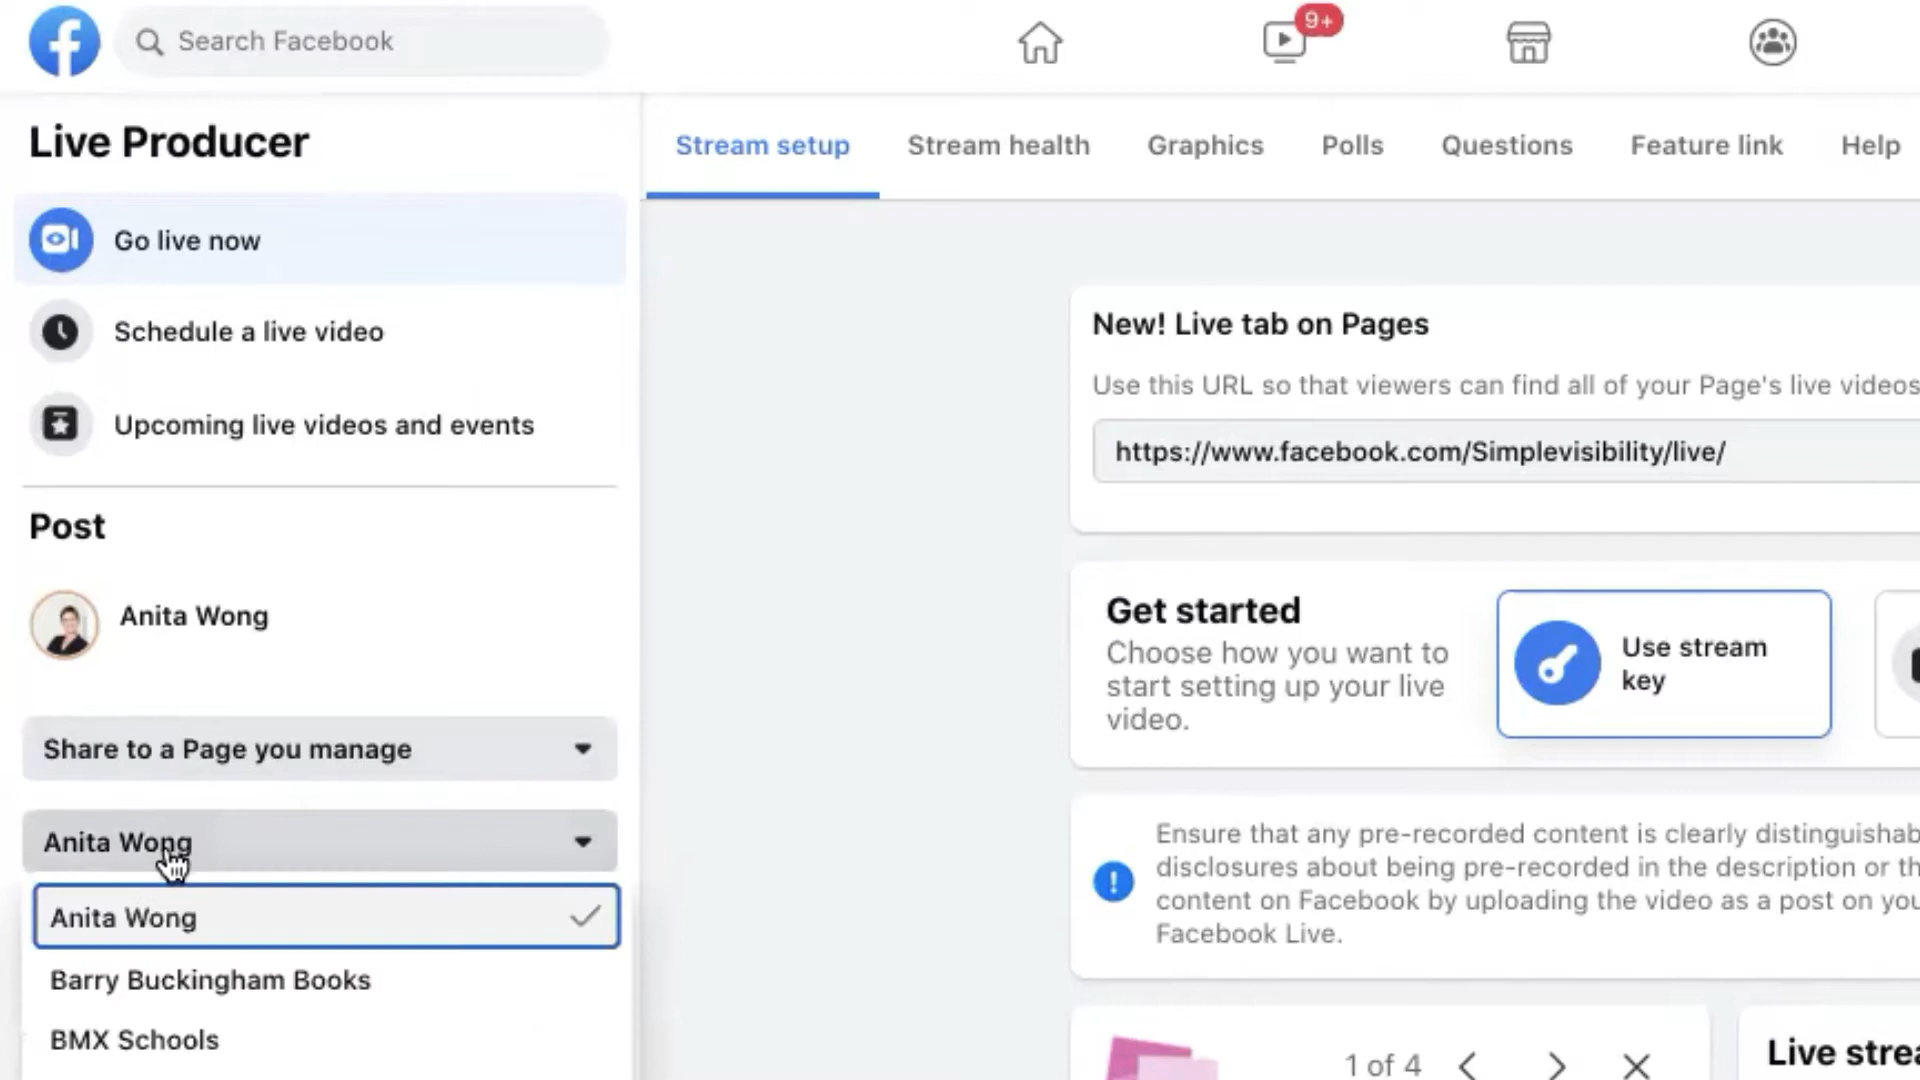 Search Facebook
9+
Live Producer
Go live now
Schedule a live video
Upcoming live videos and events
Post
Anita Wong
Share to a Page you manage
Anita Wong
Anita Wong
Barry Buckingham Books
BMX Schools
Stream setup
Stream health
Graphics
Polls
Questions
Feature link
Help
New! Live tab on Pages
Use this URL so that viewers can find all of your Page's live videos
https://www.facebook.com/Simplevisibility/live/
Get started
Choose how you want to
start setting up your live
video.
Use stream
key
Ensure that any pre-recorded content is clearly
disclosures about being pre-recorded in the description or
content on Facebook by uploading the video as a post on
Facebook Live.
1 of 4
Live